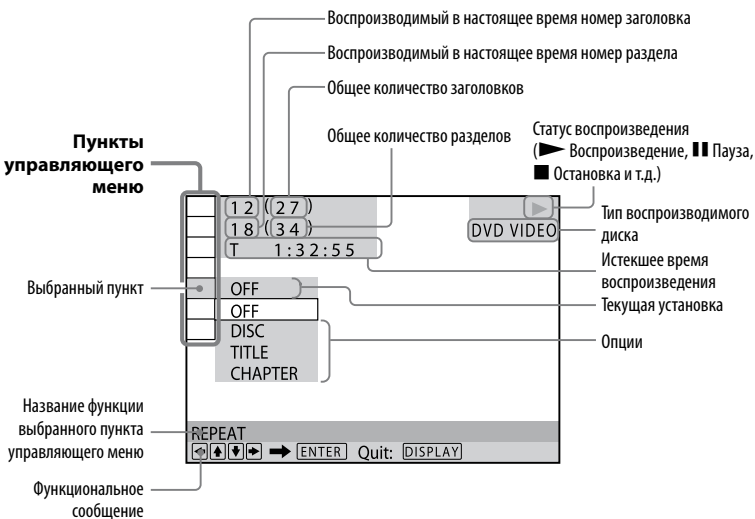 Воспроизводимый в настоящее время номер заголовка
Воспроизводимый в настоящее время номер раздела
Общее количество заголовков
Общее количество разделов
Статус воспроизведения
(► Воспроизведение, ▮▮ Пауза,
■ Остановка и т.д.)
Пункты
управляющего
меню
12 (27)
18 (34)
T 1:32:55
►
DVD VIDEO
Тип воспроизводимого
диска
Истекшее время
воспроизведения
Выбранный пункт
OFF
Текущая установка
OFF
DISC
TITLE
CHAPTER
Опции
Название функции
выбранного пункта
управляющего меню
REPEAT
←↑↓→ ➡ ENTER Quit: DISPLAY
Функциональное
сообщение